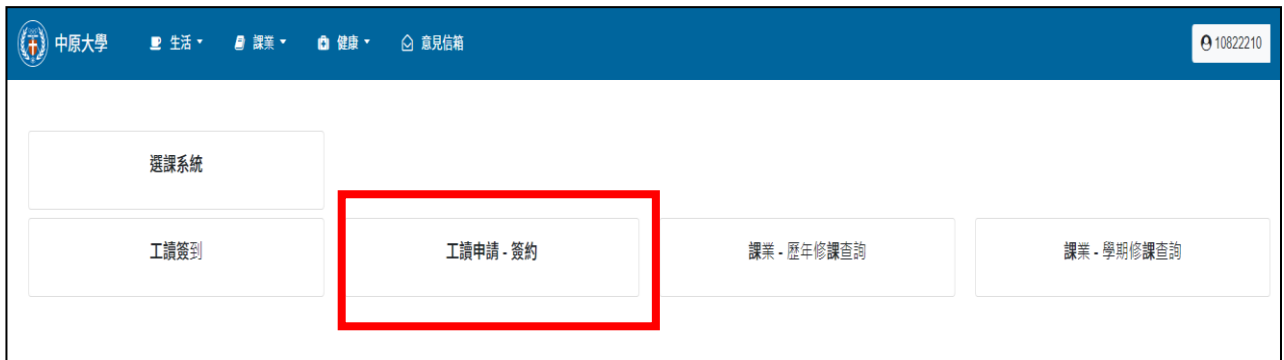 中原大學 生活 課業 健康 意見信箱 10822210
選課系統
工讀簽到 工讀申請 - 簽約 課業 - 歷年修課查詢 課業 - 學期修課查詢